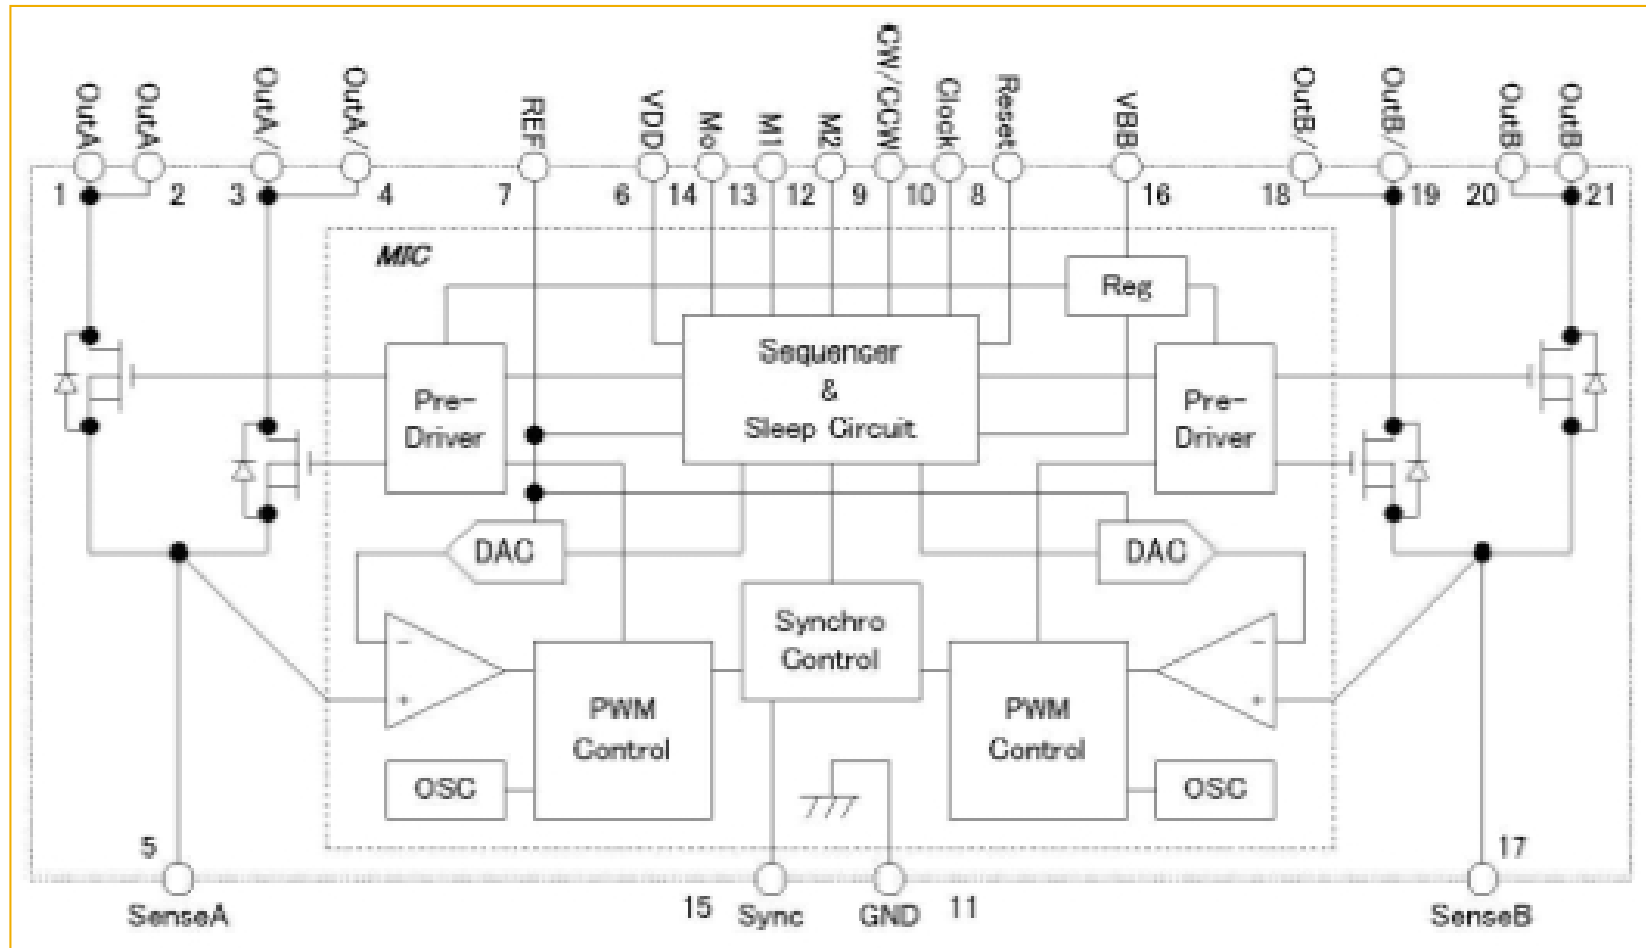 OutA OutA OutA/ OutA/ REF VDD Mo M1 M2 CW/CCW Clock Reset VBB OutB/ OutB/ OutB OutB
1 2 3 4 7 6 14 13 12 9 10 8 16 18 19 20 21
MIC
Reg
Sequencer
&
Sleep Circuit
Pre-
Driver
Pre-
Driver
DAC
DAC
Synchro
Control
-
+
-
+
PWM
Control
PWM
Control
OSC
OSC
5
17
SenseA
15 Sync
GND 11
SenseB